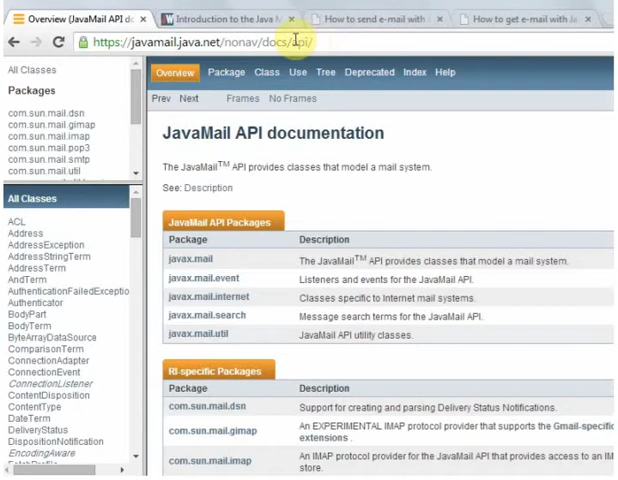 Overview (JavaMail API dc
Introduction to the Java M
How to send e-mail with
How to get e-mail with Ja
https://javamail.java.net/nonav/docs/api/
All Classes
Packages
com.sun.mail.dsn
com.sun.mail.gimap
com.sun.mail.imap
com.sun.mail.pop3
com.sun.mail.smtp
com.sun.mail.util
All Classes
ACL
Address
AddressException
AddressStringTerm
AddressTerm
AndTerm
AuthenticationFailedExceptio
Authenticator
BodyPart
BodyTerm
ByteArrayDataSource
ComparisonTerm
ConnectionAdapter
ConnectionEvent
ConnectionListener
ContentDisposition
ContentType
DateTerm
DeliveryStatus
DispositionNotification
EncodingAware
FetchProfile
Overview Package Class Use Tree Deprecated Index Help
Prev Next Frames No Frames
JavaMail API documentation
The JavaMail™ API provides classes that model a mail system.
See: Description
JavaMail API Packages
Package Description
javax.mail The JavaMail™ API provides classes that model a mail system.
javax.mail.event Listeners and events for the JavaMail API.
javax.mail.internet Classes specific to Internet mail systems.
javax.mail.search Message search terms for the JavaMail API.
javax.mail.util JavaMail API utility classes.
RI-specific Packages
Package Description
com.sun.mail.dsn Support for creating and parsing Delivery Status Notifications.
com.sun.mail.gimap An EXPERIMENTAL IMAP protocol provider that supports the Gmail-specific
extensions .
com.sun.mail.imap An IMAP protocol provider for the JavaMail API that provides access to an IM
store.